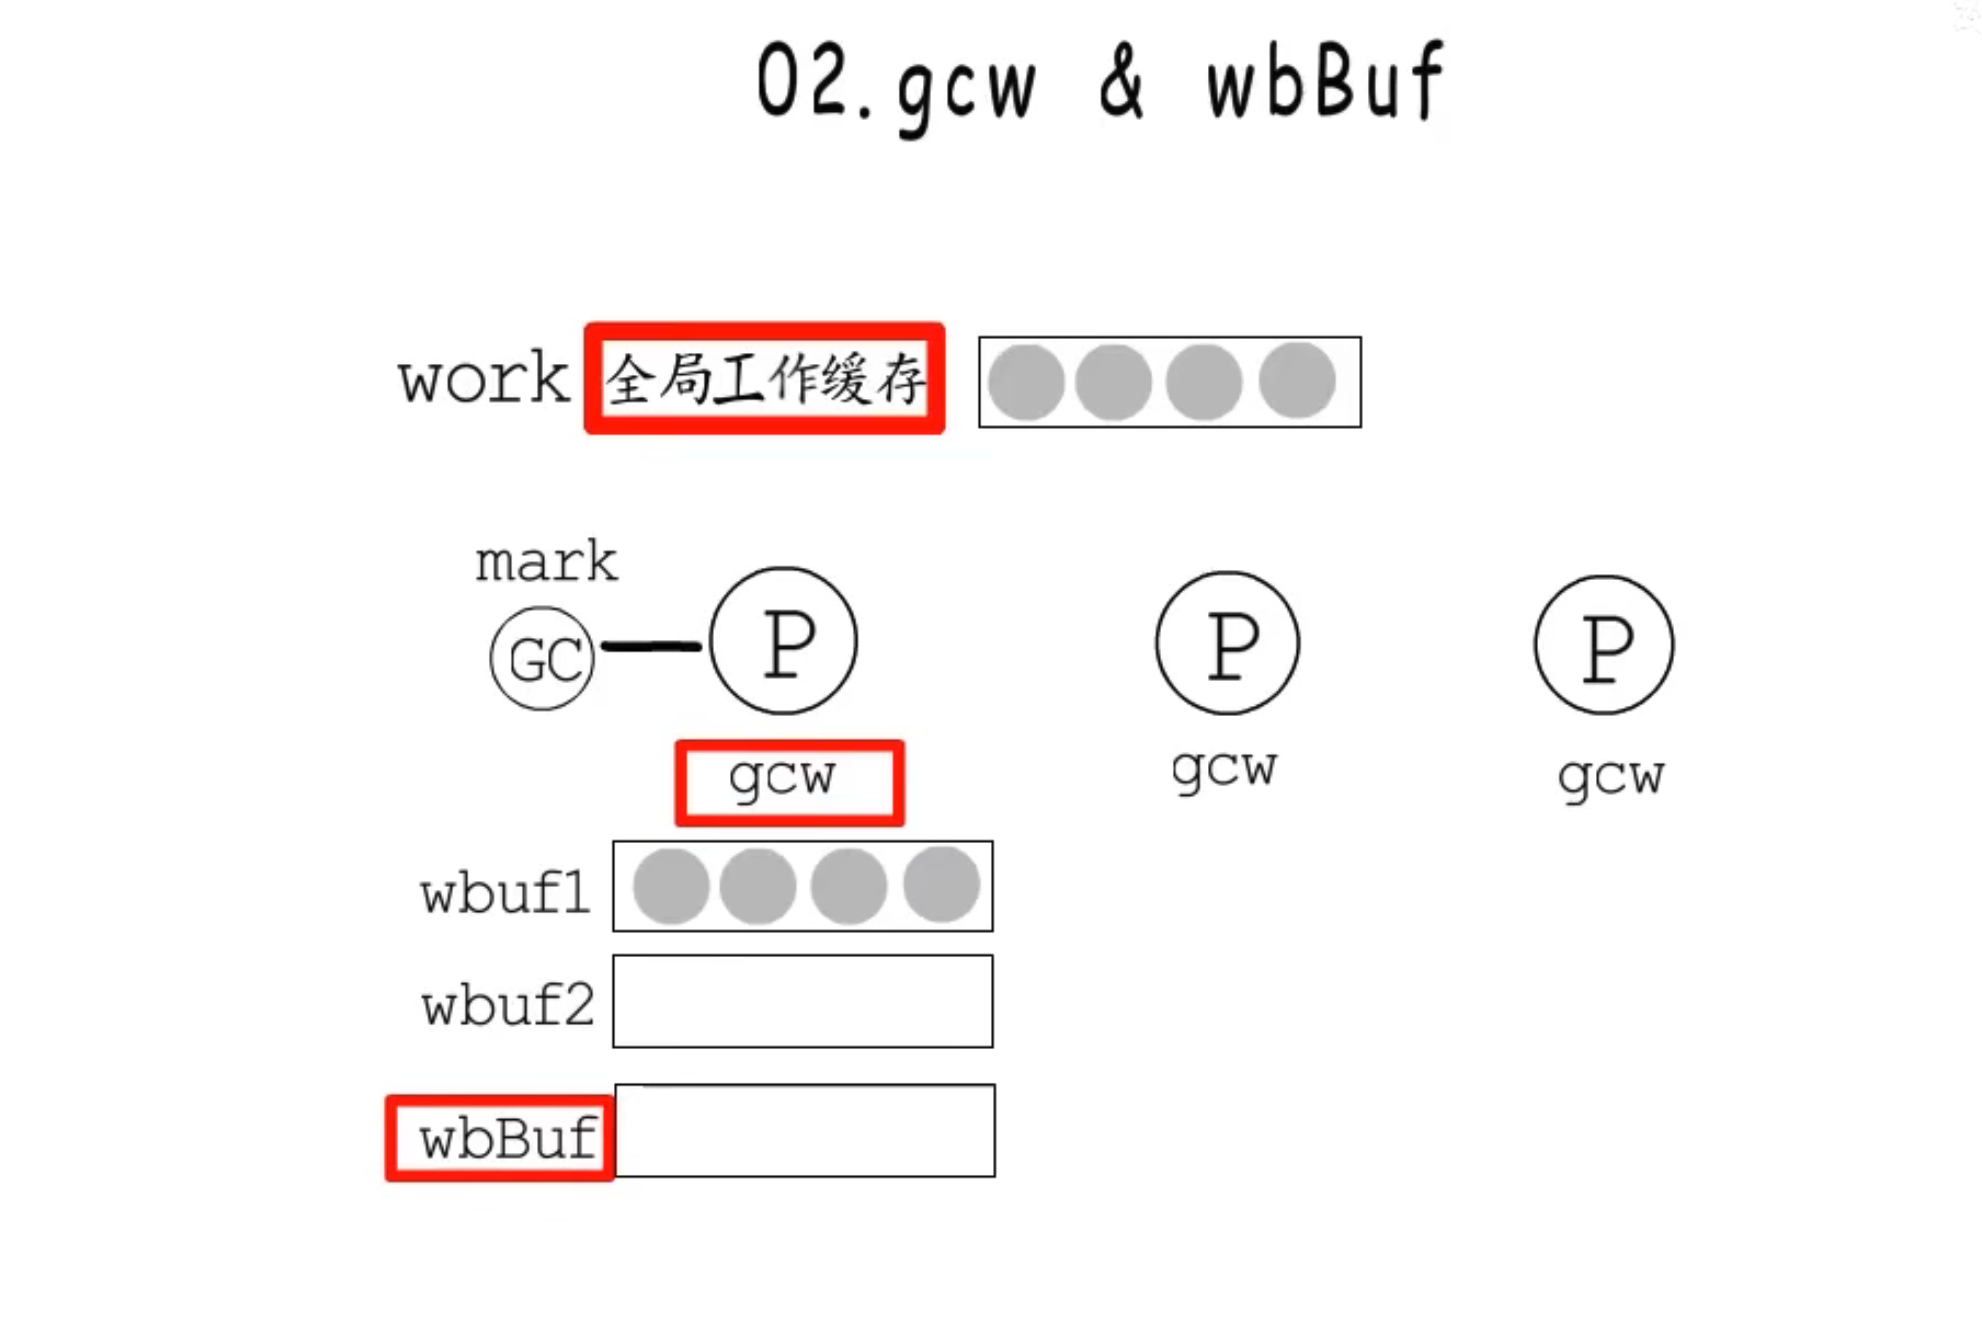 02.gcw & wbBuf
work 全局工作缓存
mark
GC P P P
gcw gcw gcw
wbuf1
wbuf2
wbBuf